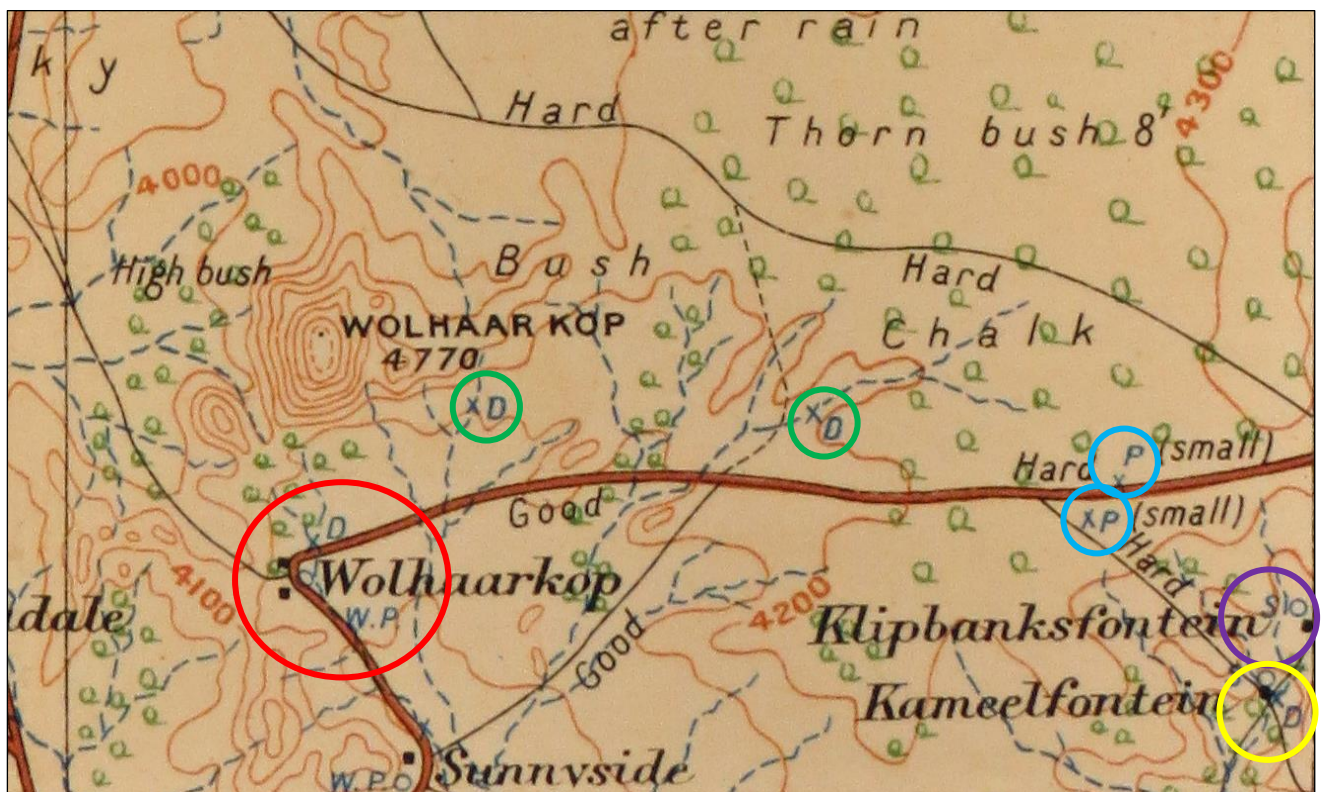 after rain
k y
Hard
Thorn bush 8'
4300
4000
High bush
Bush
Hard
WOLHAAR KOP
4770
Chalk
D
D
P (small)
Hard
Good
P (small)
D
Hard
Wolhaarkop
4100
W.P
dale
4200
Klipbanksfontein
Good
Kameelfontein
D
Sunnyside
W.P.